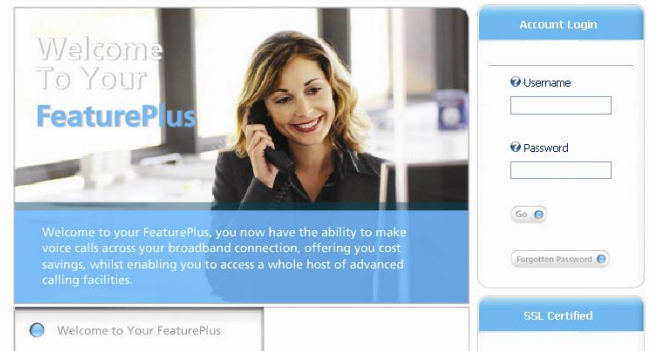 Welcome
To Your
FeaturePlus
Welcome to your FeaturePlus, you now have the ability to make
voice calls across your broadband connection, offering you cost
savings, whilst enabling you to access a whole host of advanced
calling facilities.
Welcome to Your FeaturePlus
Account Login
Username
Password
Go
Forgotten Password
SSL Certified